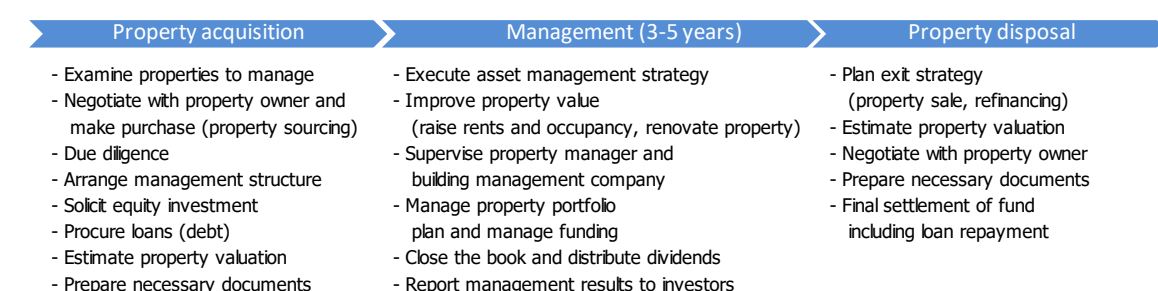 Property acquisition
- Examine properties to manage
- Negotiate with property owner and
make purchase (property sourcing)
- Due diligence
- Arrange management structure
- Solicit equity investment
- Procure loans (debt)
- Estimate property valuation
- Prepare necessary documents
Management (3-5 years)
- Execute asset management strategy
- Improve property value
(raise rents and occupancy, renovate property)
- Supervise property manager and
building management company
- Manage property portfolio
plan and manage funding
- Close the book and distribute dividends
- Report management results to investors
Property disposal
- Plan exit strategy
(property sale, refinancing)
- Estimate property valuation
- Negotiate with property owner
- Prepare necessary documents
- Final settlement of fund
including loan repayment